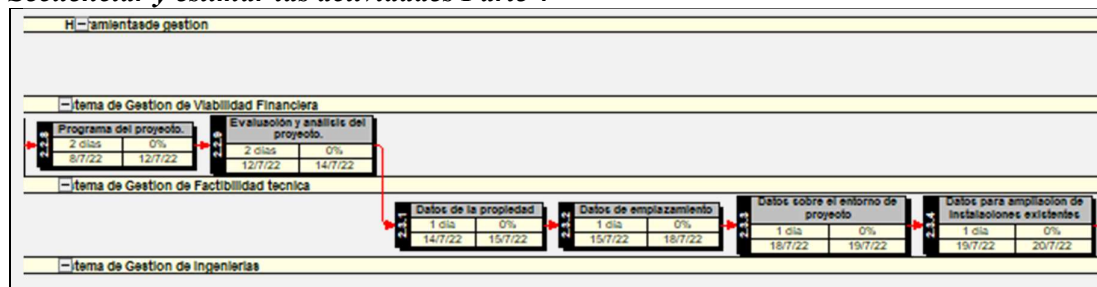 Secuenciar y estimar las actividades Parte
H ramientasde gestion
tema de Gestion de Viabilidad Financiera
2.2.8
Programa del proyecto.
2 dias 0%
8/7/22 12/7/22
2.2.9
Evaluación y análisis del
proyecto.
2 dias 0%
12/7/22 14/7/22
tema de Gestion de Factibilidad tecnica
2.3.1
Datos de la propiedad
1 dia 0%
14/7/22 15/7/22
2.3.2
Datos de emplazamiento
1 dia 0%
15/7/22 18/7/22
2.3.3
Datos sobre el entorno de
proyecto
1 dia 0%
18/7/22 19/7/22
2.3.4
Datos para ampliacion de
instalaciones existentes
1 dia 0%
19/7/22 20/7/22
tema de Gestion de Ingenierias